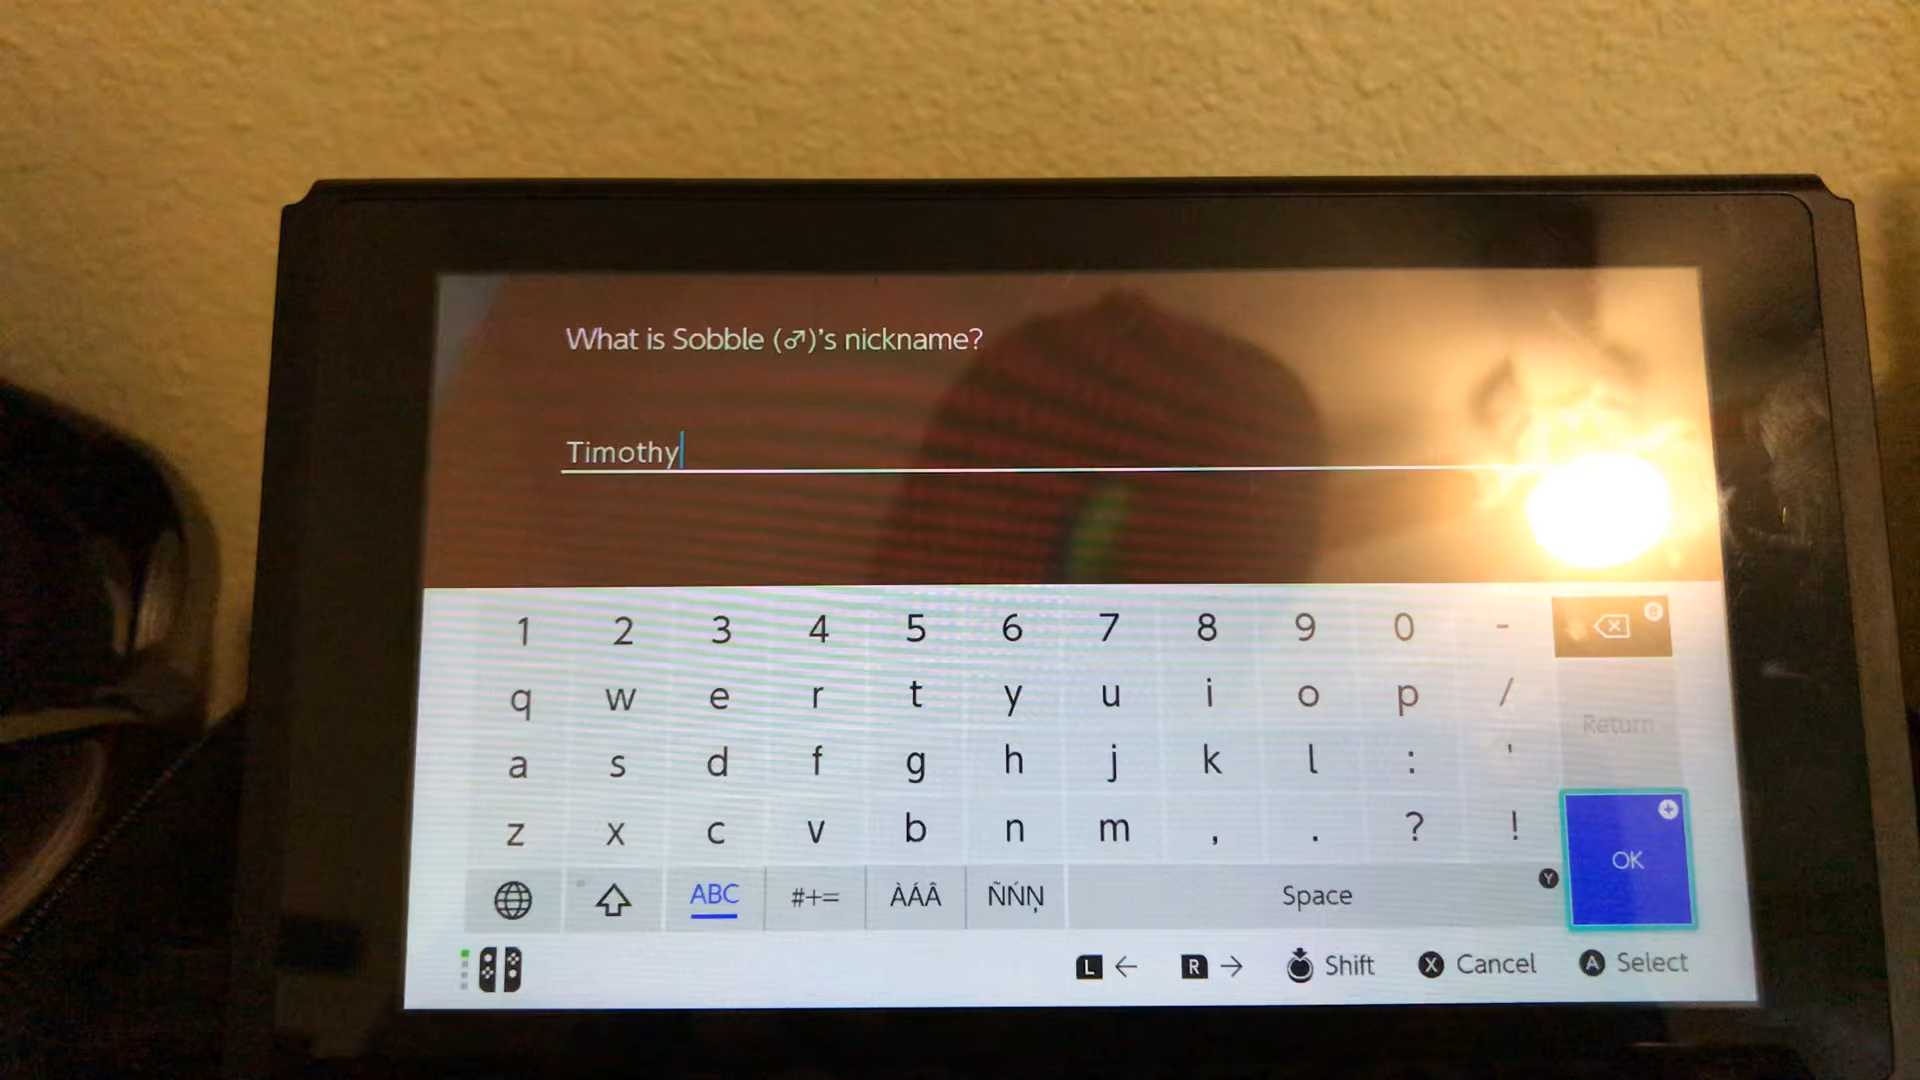 What is Sobble (♂)'s nickname?
Timothy
1 2 3 4 5 6 7 8 9 0 -
q w e r t y u i o p /
Return
a s d f g h j k l : '
z x c v b n m , . ? !
OK
ABC #+= ÀÁÂ ÑŃŅ Space Y
L ← R → Shift X Cancel A Select